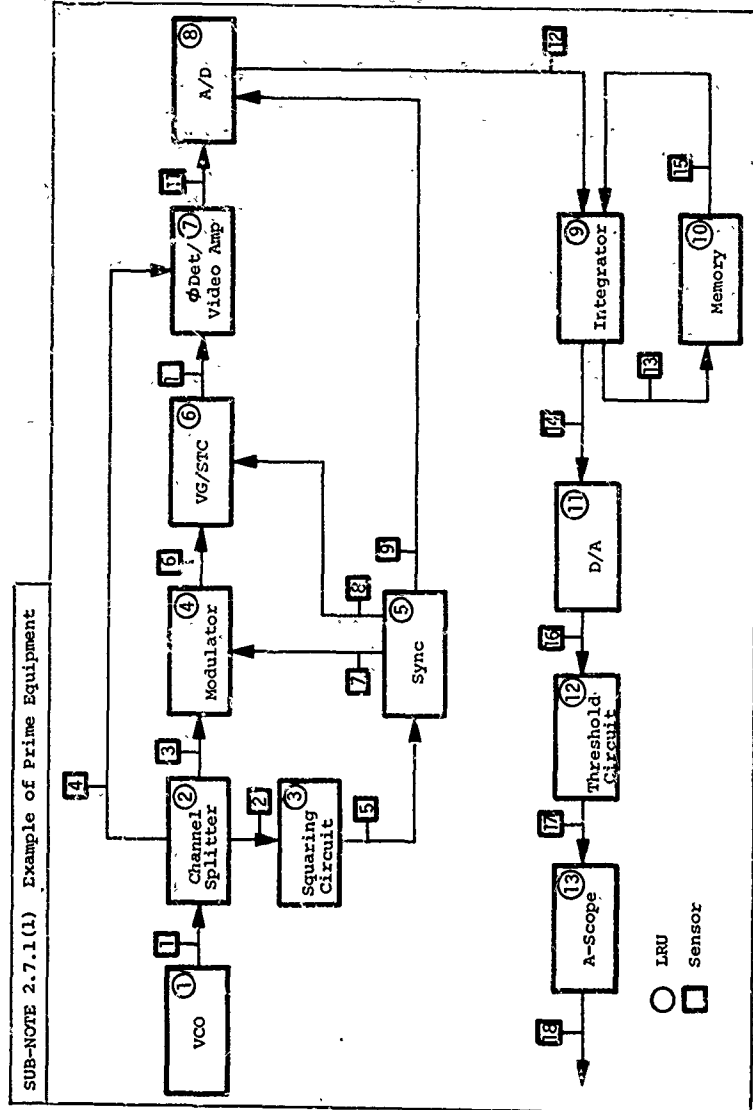 SUB-NOTE 2.7.1(1) Example of Prime Equipment
1
VCO
1
2
Channel
Splitter
4
3
2
3
Squaring
Circuit
5
4
Modulator
6
5
Sync
7
8
9
6
VG/STC
7
ϕDet/
Video Amp
11
8
A/D
12
9
Integrator
15
10
Memory
13
14
11
D/A
16
12
Threshold
Circuit
17
13
A-Scope
18
LRU
Sensor